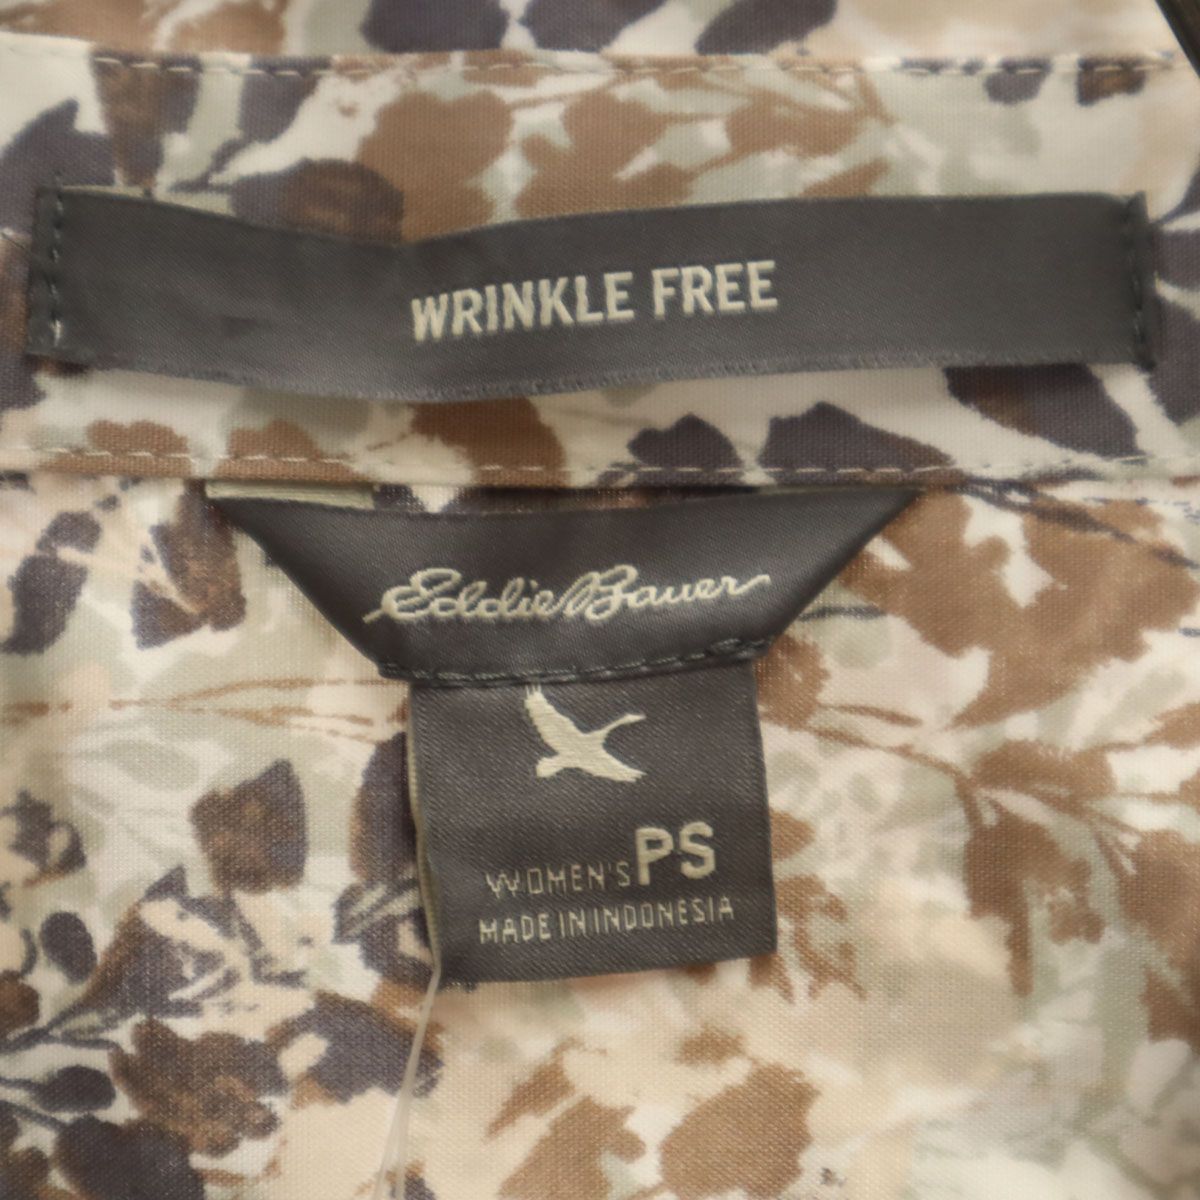 WRINKLE FREE
Eddie Bauer
WOMEN'S PS
MADE IN INDONESIA